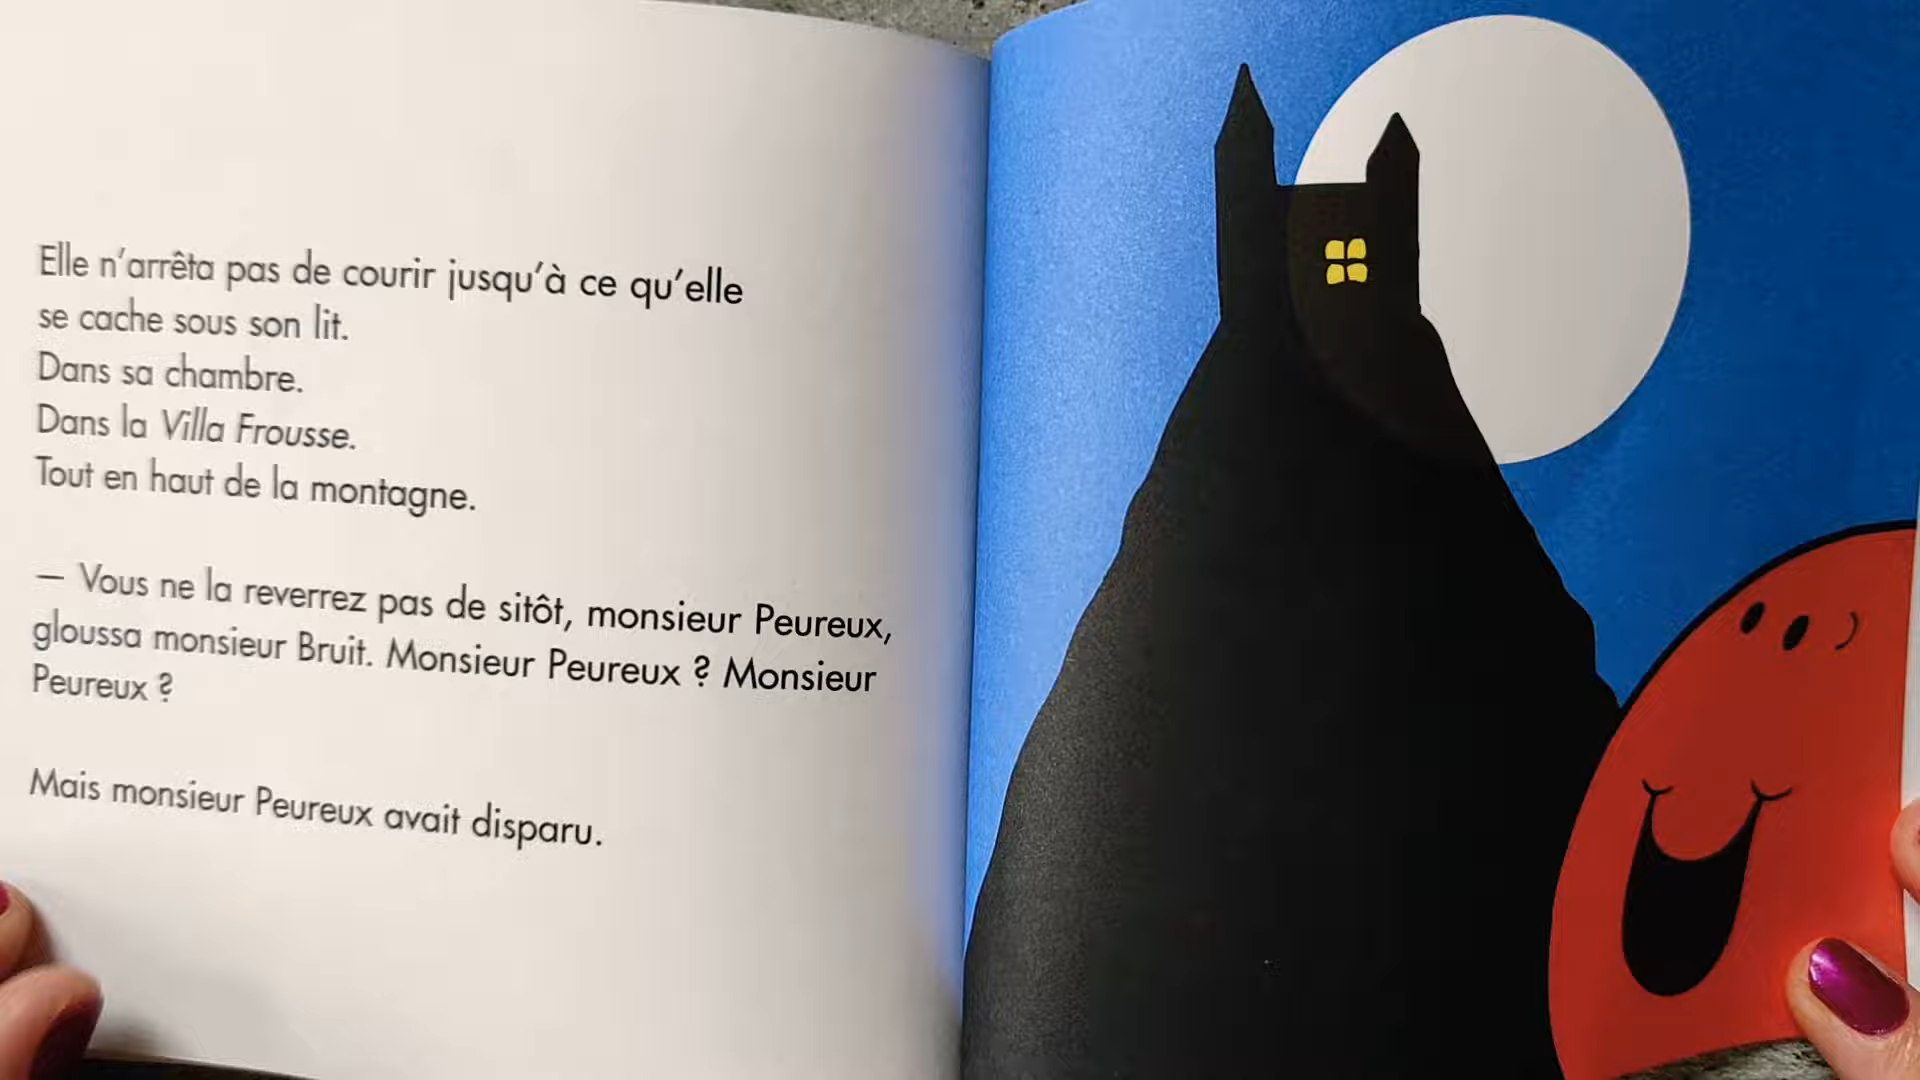 Elle n'arrêta pas de courir jusqu'à ce qu'elle
se cache sous son lit.
Dans sa chambre.
Dans la Villa Frousse.
Tout en haut de la montagne.
– Vous ne la reverrez pas de sitôt, monsieur Peureux,
gloussa monsieur Bruit. Monsieur Peureux ? Monsieur
Peureux ?
Mais monsieur Peureux avait disparu.